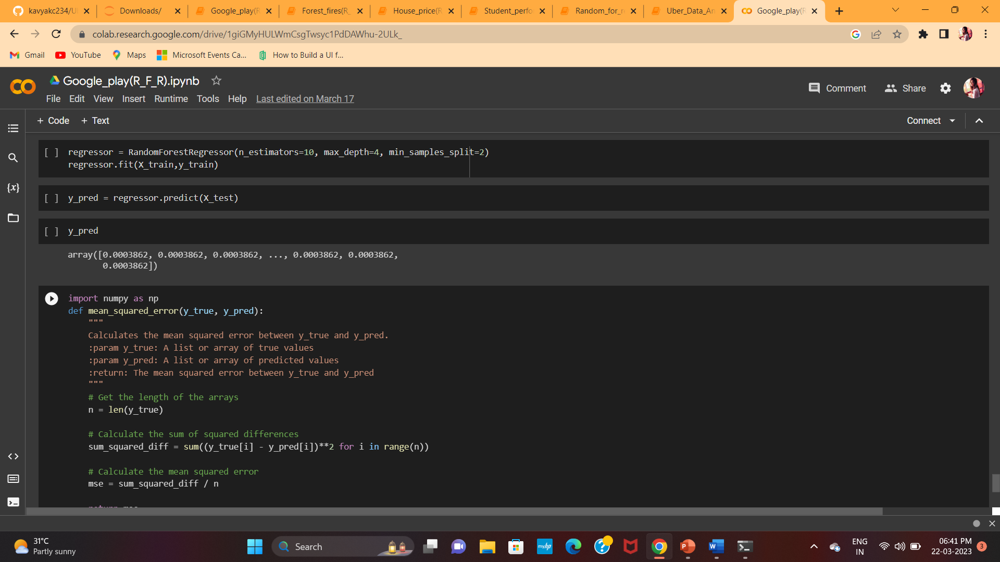 kavyakc234/U
Downloads/
Google_play(R
Forest_fires(R_
House_price(R
Student_perfo
Random_for_r
Uber_Data_An
Google_play(R
colab.research.google.com/drive/1giGMyHULWmCsgTwsyc1PdDAWhu-2ULk_
Gmail
YouTube
Maps
Microsoft Events Ca...
How to Build a UI f...
Google_play(R_F_R).ipynb
File Edit View Insert Runtime Tools Help Last edited on March 17
Comment
Share
+ Code + Text
Connect
[ ] regressor = RandomForestRegressor(n_estimators=10, max_depth=4, min_samples_split=2)
regressor.fit(X_train,y_train)
{x}
[ ] y_pred = regressor.predict(X_test)
[ ] y_pred
array([0.0003862, 0.0003862, 0.0003862, ..., 0.0003862, 0.0003862,
0.0003862])
import numpy as np
def mean_squared_error(y_true, y_pred):
"""
Calculates the mean squared error between y_true and y_pred.
:param y_true: A list or array of true values
:param y_pred: A list or array of predicted values
:return: The mean squared error between y_true and y_pred
"""
# Get the length of the arrays
n = len(y_true)
# Calculate the sum of squared differences
sum_squared_diff = sum((y_true[i] - y_pred[i])**2 for i in range(n))
# Calculate the mean squared error
mse = sum_squared_diff / n
return mse
31°C
Partly sunny
Search
myhp
ENG
IN
06:41 PM
22-03-2023
3